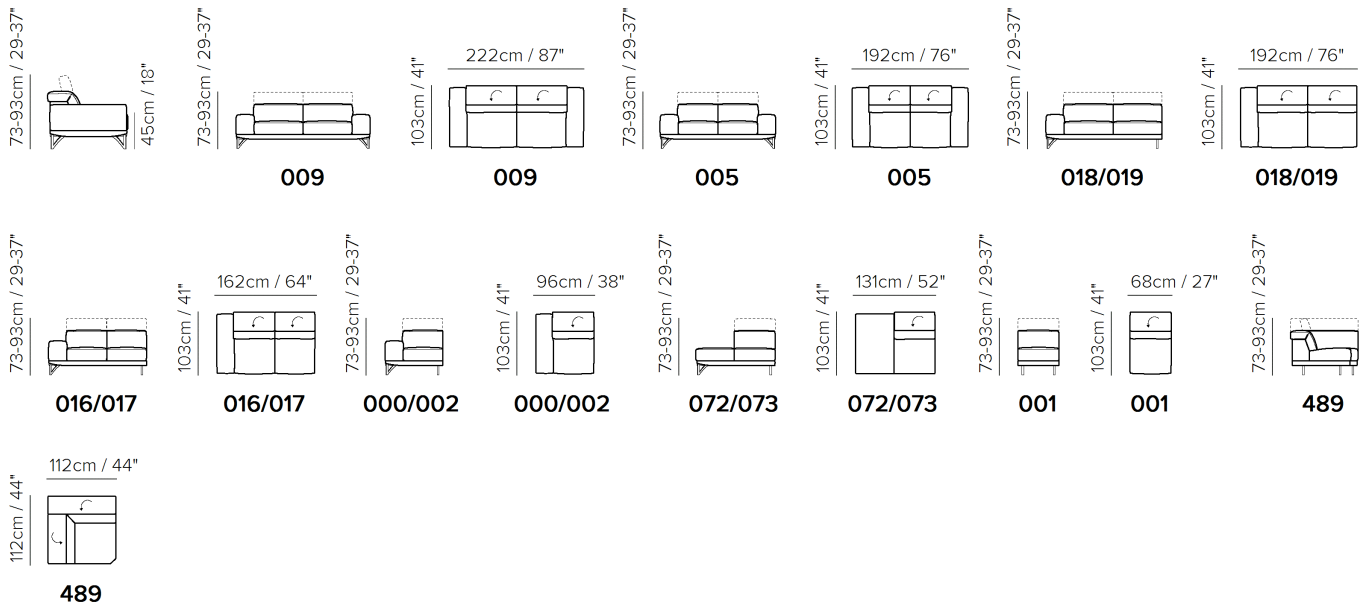 73-93cm / 29-37"
45cm / 18"
73-93cm / 29-37"
009
222cm / 87"
103cm / 41"
009
73-93cm / 29-37"
005
192cm / 76"
103cm / 41"
005
73-93cm / 29-37"
018/019
192cm / 76"
103cm / 41"
018/019
73-93cm / 29-37"
016/017
162cm / 64"
103cm / 41"
016/017
73-93cm / 29-37"
000/002
96cm / 38"
103cm / 41"
000/002
73-93cm / 29-37"
072/073
131cm / 52"
103cm / 41"
072/073
73-93cm / 29-37"
001
68cm / 27"
103cm / 41"
001
73-93cm / 29-37"
489
112cm / 44"
112cm / 44"
489